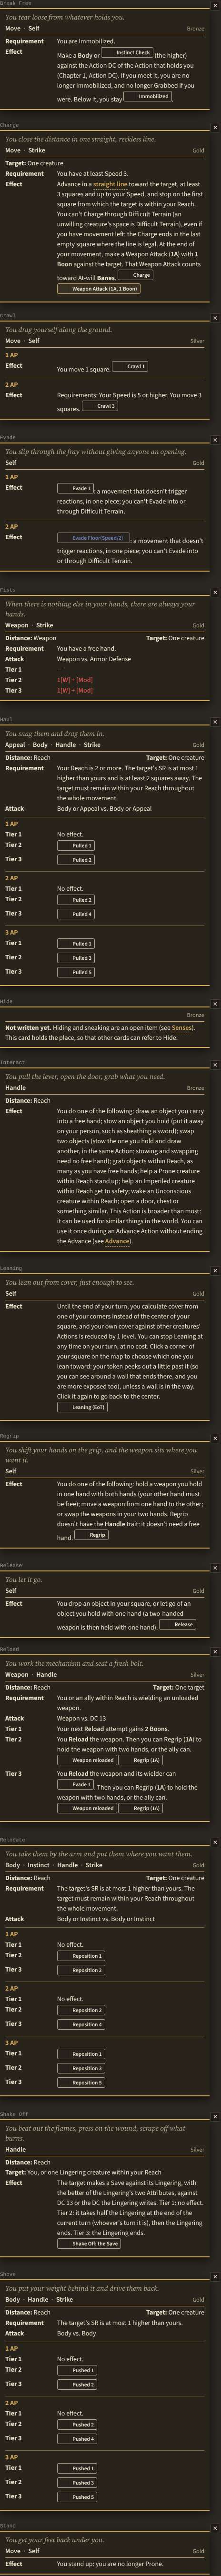 Break Free
You tear loose from whatever holds you.
Move · Self Bronze
Requirement You are Immobilized.
Effect Make a Body or Instinct Check (the higher)
against the Action DC of the Action that holds you
(Chapter 1, Action DC). If you meet it, you are no
longer Immobilized, and no longer Grabbed if you
were. Below it, you stay Immobilized
Charge
You close the distance in one straight, reckless line.
Move · Strike Gold
Target: One creature
Requirement You have at least Speed 3.
Effect Advance in a straight line toward the target, at least
3 squares and up to your Speed, and stop on the first
square from which the target is within your Reach.
You can't Charge through Difficult Terrain (an
unwilling creature's space is Difficult Terrain), even if
you have movement left: the Charge ends in the last
empty square where the line is legal. At the end of
your movement, make a Weapon Attack (1A) with 1
Boon against the target. That Weapon Attack counts
toward At-will Banes. Charge
Weapon Attack (1A, 1 Boon)
Crawl
You drag yourself along the ground.
Move · Self Silver
1 AP
Effect You move 1 square. Crawl 1
2 AP
Effect Requirements: Your Speed is 5 or higher. You move 3
squares. Crawl 3
Evade
You slip through the fray without giving anyone an opening.
Self Gold
1 AP
Effect Evade 1 : a movement that doesn't trigger
reactions, in one piece; you can't Evade into or
through Difficult Terrain.
2 AP
Effect Evade Floor(Speed/2) : a movement that doesn't
trigger reactions, in one piece; you can't Evade into
or through Difficult Terrain.
Fists
When there is nothing else in your hands, there are always your
hands.
Weapon · Strike Gold
Distance: Weapon Target: One creature
Requirement You have a free hand.
Attack Weapon vs. Armor Defense
Tier 1 —
Tier 2 1[W] + [Mod]
Tier 3 1[W] + [Mod]
Haul
You snag them and drag them in.
Appeal · Body · Handle · Strike Gold
Distance: Reach Target: One creature
Requirement Your Reach is 2 or more. The target's SR is at most 1
higher than yours and is at least 2 squares away. The
target must remain within your Reach throughout
the whole movement.
Attack Body or Appeal vs. Body or Appeal
1 AP
Tier 1 No effect.
Tier 2 Pulled 1
Tier 3 Pulled 2
2 AP
Tier 1 No effect.
Tier 2 Pulled 2
Tier 3 Pulled 4
3 AP
Tier 1 Pulled 1
Tier 2 Pulled 3
Tier 3 Pulled 5
Hide
Bronze
Not written yet. Hiding and sneaking are an open item (see Senses).
This card holds the place, so that other cards can refer to Hide.
Interact
You pull the lever, open the door, grab what you need.
Handle Bronze
Distance: Reach
Effect You do one of the following: draw an object you carry
into a free hand; stow an object you hold (put it away
on your person, such as sheathing a sword); swap
two objects (stow the one you hold and draw
another, in the same Action; stowing and swapping
need no free hand); grab objects within Reach, as
many as you have free hands; help a Prone creature
within Reach stand up; help an Imperiled creature
within Reach get to safety; wake an Unconscious
creature within Reach; open a door, chest or
something similar. This Action is broader than most:
it can be used for similar things in the world. You can
use it once during an Advance Action without ending
the Advance (see Advance).
Leaning
You lean out from cover, just enough to see.
Self Gold
Effect Until the end of your turn, you calculate cover from
one of your corners instead of the center of your
square, and your own cover against other creatures'
Actions is reduced by 1 level. You can stop Leaning at
any time on your turn, at no cost. Click a corner of
your square on the map to choose which one you
lean toward: your token peeks out a little past it (so
you can see around a wall that ends there, and you
are more exposed too), unless a wall is in the way.
Click it again to go back to the center.
Leaning (EoT)
Regrip
You shift your hands on the grip, and the weapon sits where you
want it.
Self Silver
Effect You do one of the following: hold a weapon you hold
in one hand with both hands (your other hand must
be free); move a weapon from one hand to the other;
or swap the weapons in your two hands. Regrip
doesn't have the Handle trait: it doesn't need a free
hand. Regrip
Release
You let it go.
Self Gold
Effect You drop an object in your square, or let go of an
object you hold with one hand (a two-handed
weapon is then held with one hand). Release
Reload
You work the mechanism and seat a fresh bolt.
Weapon · Handle Gold
Distance: Reach Target: One target
Requirement You or an ally within Reach is wielding an unloaded
weapon.
Attack Weapon vs. DC 13
Tier 1 Your next Reload attempt gains 2 Boons.
Tier 2 You Reload the weapon. Then you can Regrip (1A) to
hold the weapon with two hands, or the ally can.
Weapon reloaded Regrip (1A)
Tier 3 You Reload the weapon and its wielder can
Evade 1 . Then you can Regrip (1A) to hold the
weapon with two hands, or the ally can.
Weapon reloaded Regrip (1A)
Relocate
You take them by the arm and put them where you want them.
Body · Instinct · Handle · Strike Gold
Distance: Reach Target: One creature
Requirement The target's SR is at most 1 higher than yours. The
target must remain within your Reach throughout
the whole movement.
Attack Body or Instinct vs. Body or Instinct
1 AP
Tier 1 No effect.
Tier 2 Reposition 1
Tier 3 Reposition 2
2 AP
Tier 1 No effect.
Tier 2 Reposition 2
Tier 3 Reposition 4
3 AP
Tier 1 Reposition 1
Tier 2 Reposition 3
Tier 3 Reposition 5
Shake Off
You beat out the flames, press on the wound, scrape off what
burns.
Handle Silver
Distance: Reach
Target: You, or one Lingering creature within your Reach
Effect The target makes a Save against its Lingering, with
the better of the Lingering's two Attributes, against
DC 13 or the DC the Lingering writes. Tier 1: no effect.
Tier 2: it takes half the Lingering at the end of the
current turn (whoever's turn it is), then the Lingering
ends. Tier 3: the Lingering ends.
Shake Off: the Save
Shove
You put your weight behind it and drive them back.
Body · Handle · Strike Gold
Distance: Reach Target: One creature
Requirement The target's SR is at most 1 higher than yours.
Attack Body vs. Body
1 AP
Tier 1 No effect.
Tier 2 Pushed 1
Tier 3 Pushed 2
2 AP
Tier 1 No effect.
Tier 2 Pushed 2
Tier 3 Pushed 4
3 AP
Tier 1 Pushed 1
Tier 2 Pushed 3
Tier 3 Pushed 5
Stand
You get your feet back under you.
Move · Self Gold
Effect You stand up: you are no longer Prone.